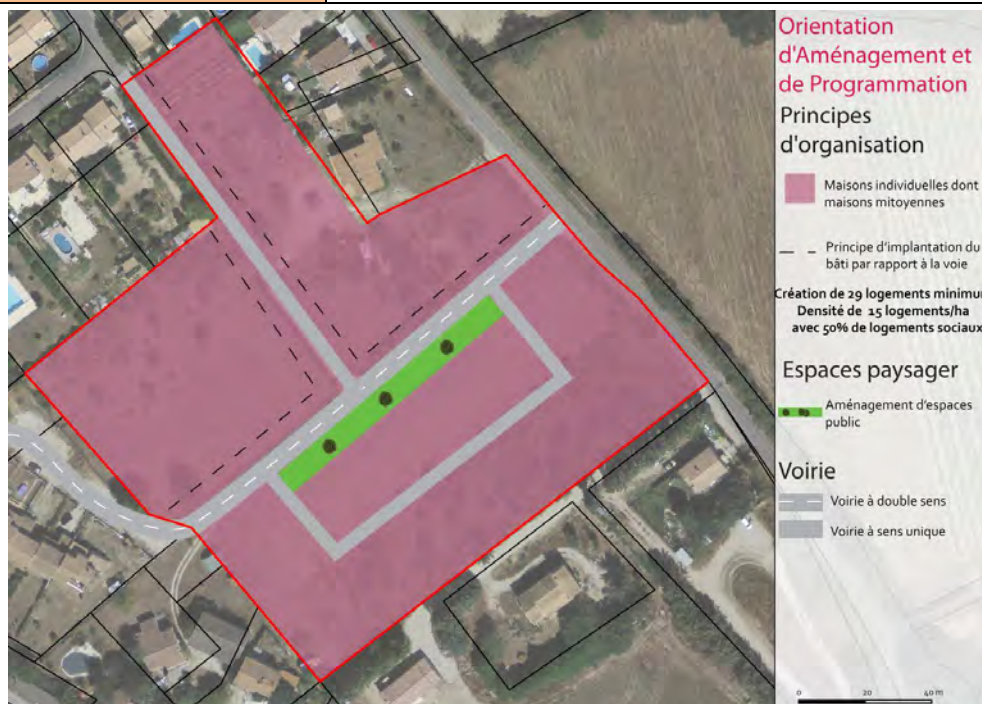 Orientation
d'Aménagement et
de Programmation
Principes
d'organisation
Maisons individuelles dont
maisons mitoyennes
Principe d'implantation du
bâti par rapport à la voie
Création de 29 logements minimum
Densité de 15 logements/ha
avec 50% de logements sociaux
Espaces paysager
Aménagement d'espaces
public
Voirie
Voirie à double sens
Voirie à sens unique
0 20 40 m